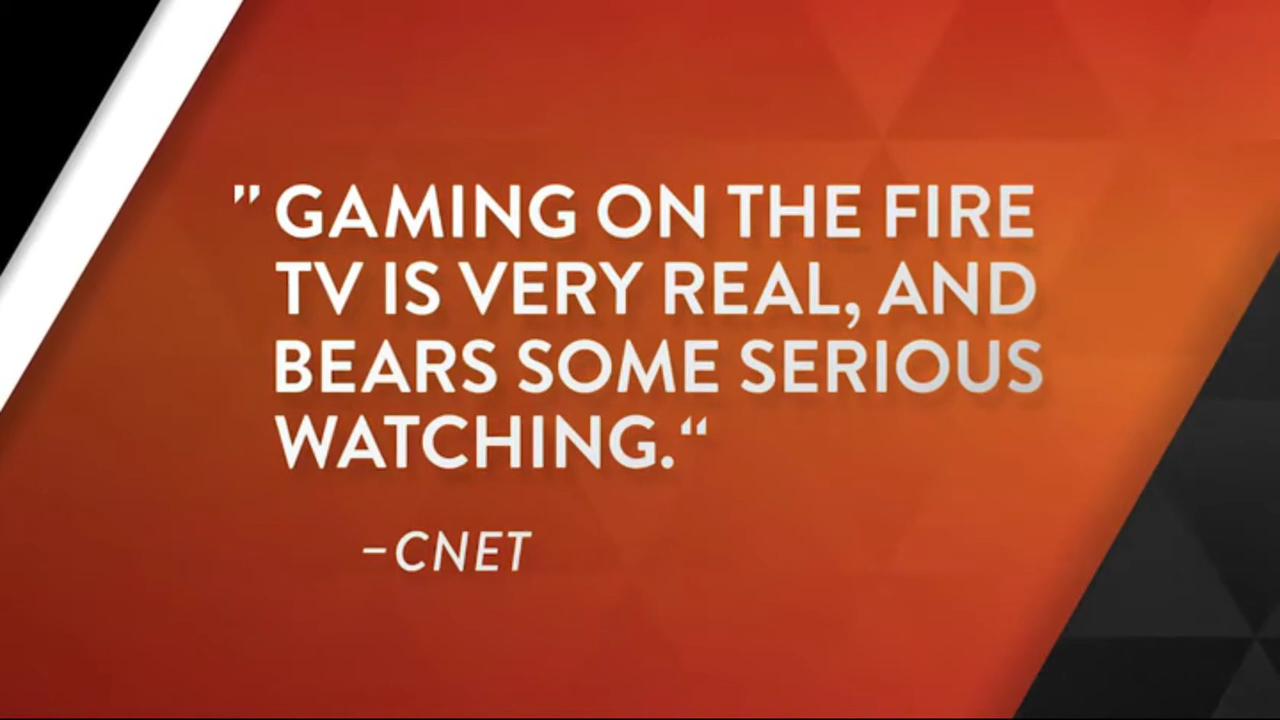 ”GAMING ON THE FIRE
TV IS VERY REAL, AND
BEARS SOME SERIOUS
WATCHING.“
–CNET